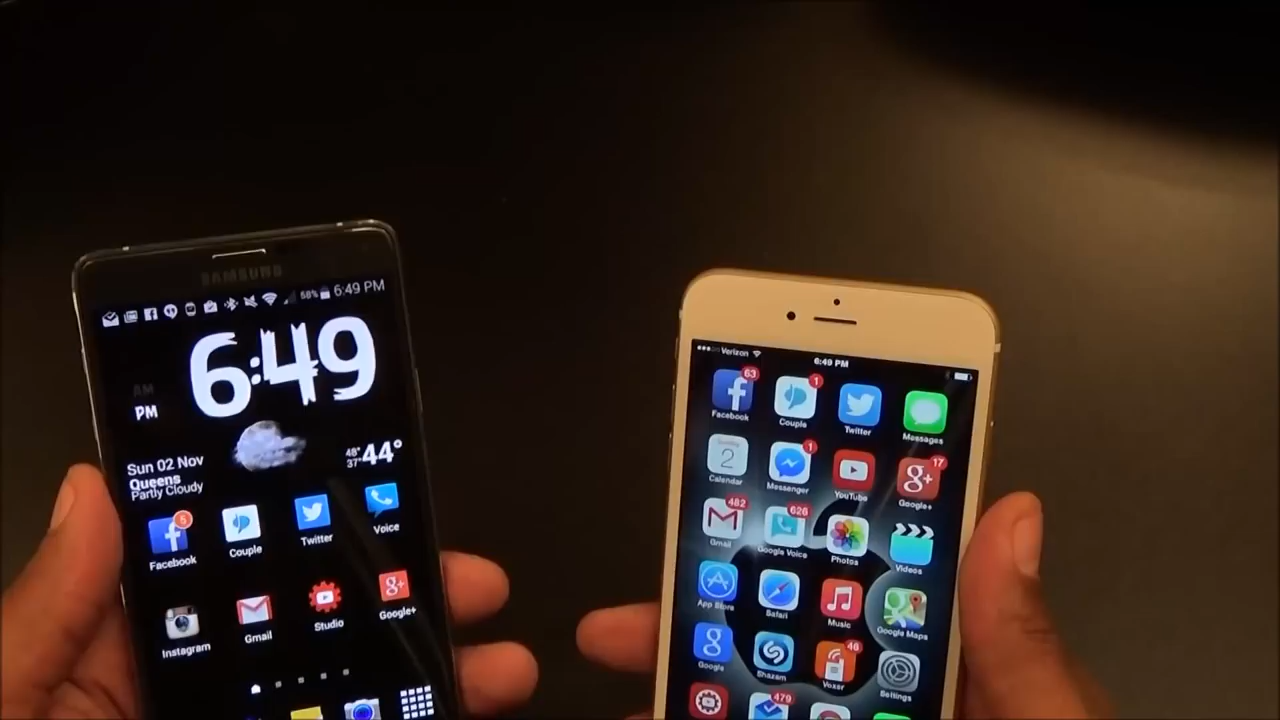 SAMSUNG
58% 6:49 PM
6:49
AM
PM
48°
37°
44°
Sun 02 Nov
Queens
Partly Cloudy
5
Facebook
Couple
Twitter
Voice
Instagram
Gmail
Studio
Google+
Verizon
6:49 PM
63
1
Facebook
Couple
Twitter
Messages
Sunday
2
1
17
Calendar
Messenger
YouTube
Google+
482
626
Gmail
Google Voice
Photos
Videos
App Store
Safari
Music
Google Maps
46
Google
Shazam
Voxer
Settings
479